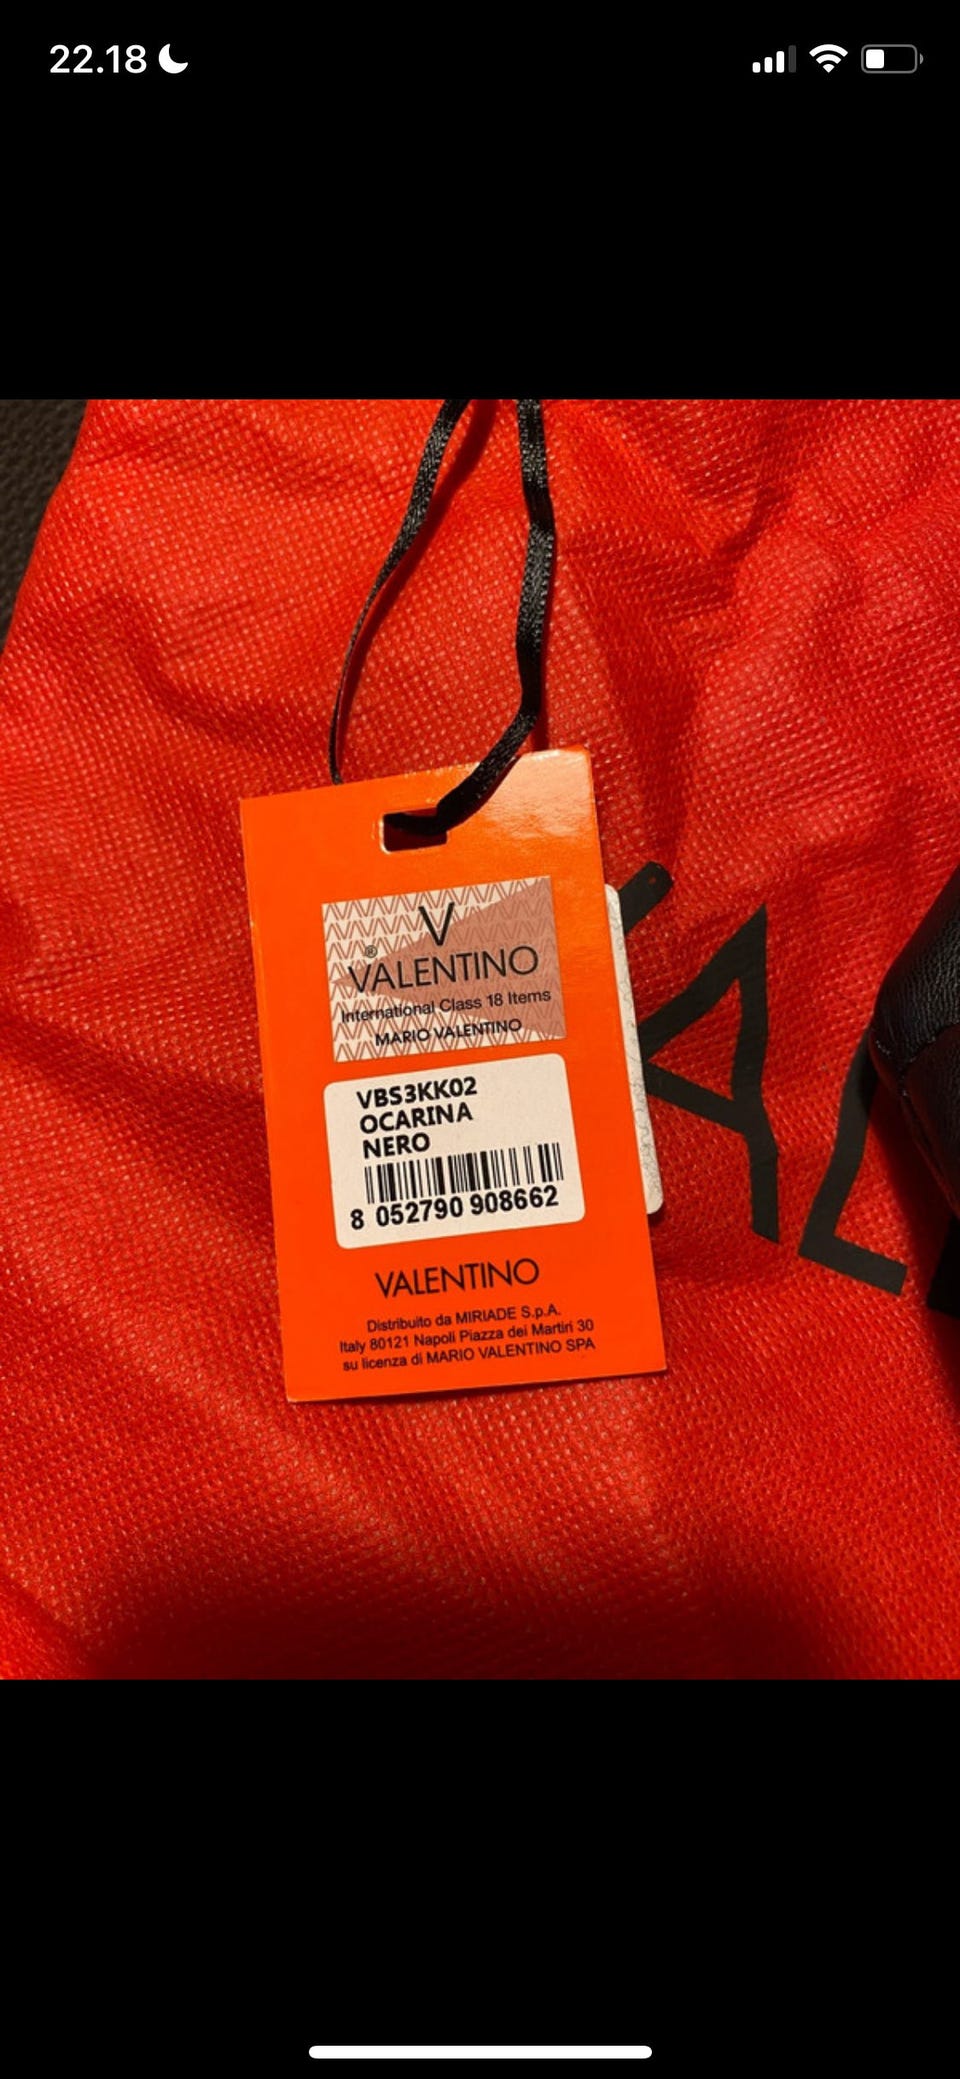 22.18
V
® VALENTINO
International Class 18 Items
MARIO VALENTINO
VBS3KK02
OCARINA
NERO
8 052790 908662
VALENTINO
Distribuito da MIRIADE S.p.A.
Italy 80121 Napoli Piazza dei Martiri 30
su licenza di MARIO VALENTINO SPA
VAL